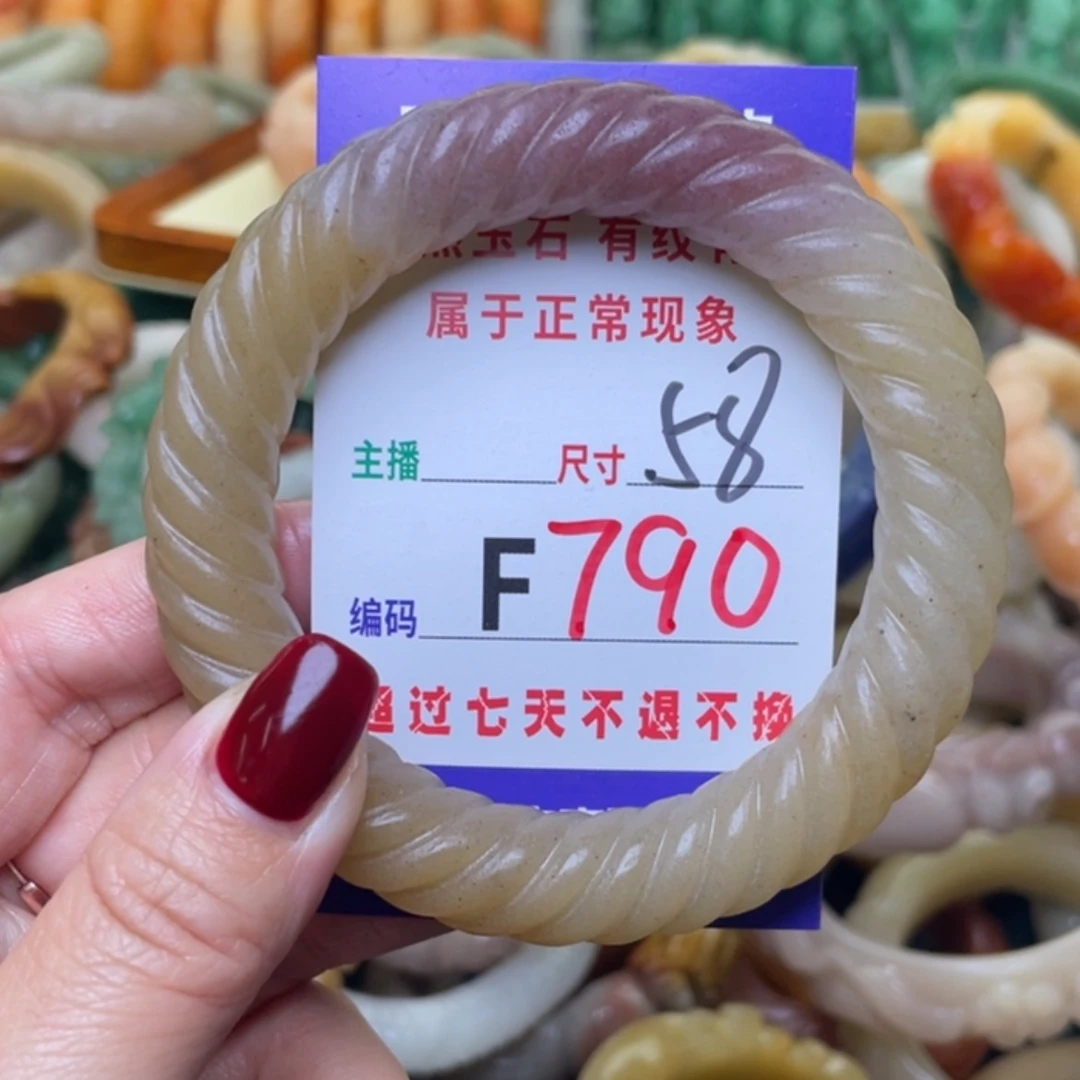 玉石 有纹
属于正常现象
主播 尺寸 .58
编码 F790
超过七天不退不换